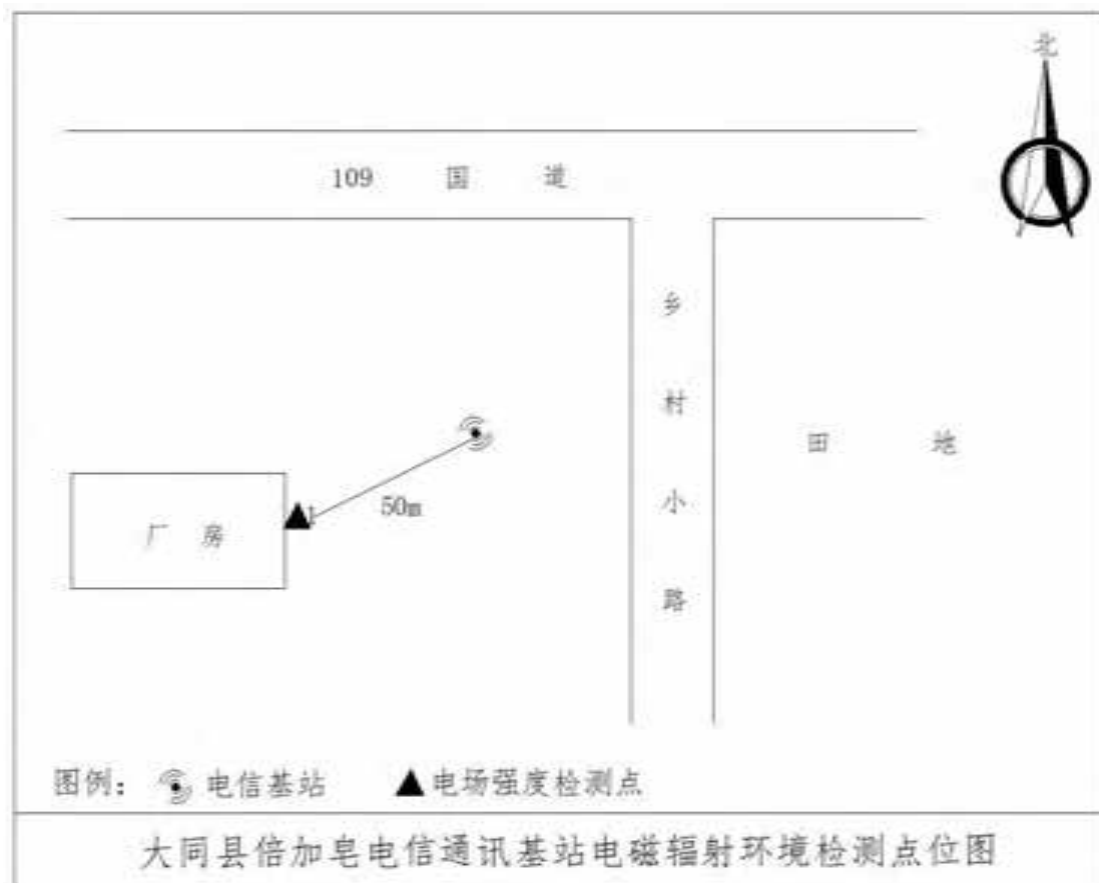 北
109 国道
乡村小路
田地
50m
1
厂房
图例： 电信基站 电场强度检测点
大同县倍加皂电信通讯基站电磁辐射环境检测点位图